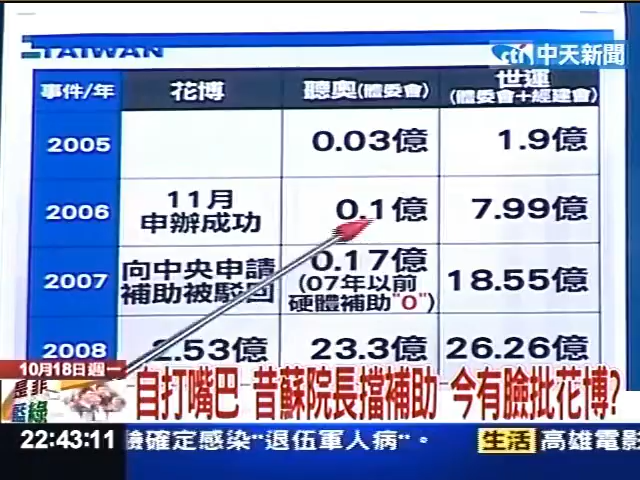 TAIWAN
cti 中天新聞
事件/年 花博 聽奧(體委會) 世運(體委會+經建會)
2005 0.03億 1.9億
2006 11月申辦成功 0.1億 7.99億
2007 向中央申請補助被駁回 0.17億(07年以前硬體補助"0") 18.55億
2008 2.53億 23.3億 26.26億
10月18日週一
藍綠
自打嘴巴 昔蘇院長擋補助 今有臉批花博?
22:43:11 確定感染"退伍軍人病"。 生活 高雄電影